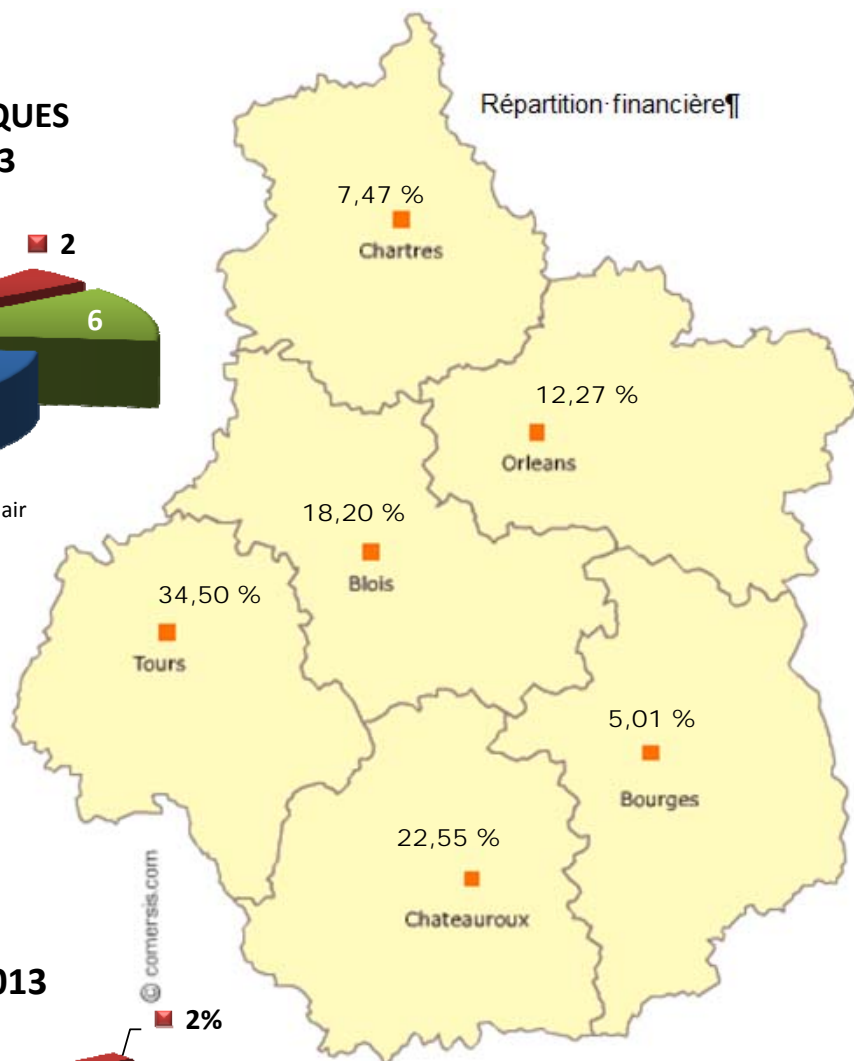 QUES
3
Répartition·financière¶
2
6
air
7,47 %
Chartres
12,27 %
Orleans
18,20 %
Blois
34,50 %
Tours
5,01 %
Bourges
22,55 %
Chateauroux
© comersis.com
013
2%